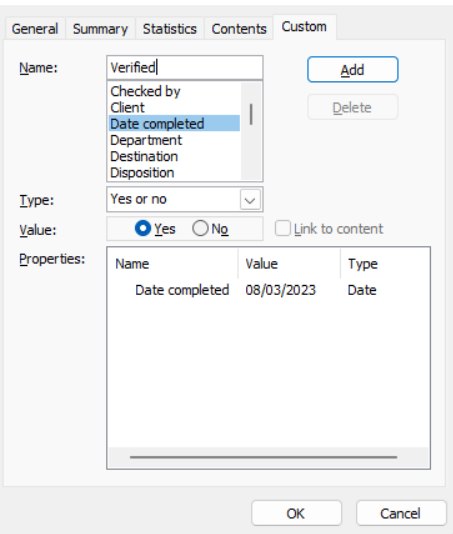 General Summary Statistics Contents Custom
Name: Verified Add
Checked by
Client
Date completed
Department
Destination
Disposition
Delete
Type: Yes or no
Value: Yes No Link to content
Properties:
Name Value Type
Date completed 08/03/2023 Date
OK Cancel